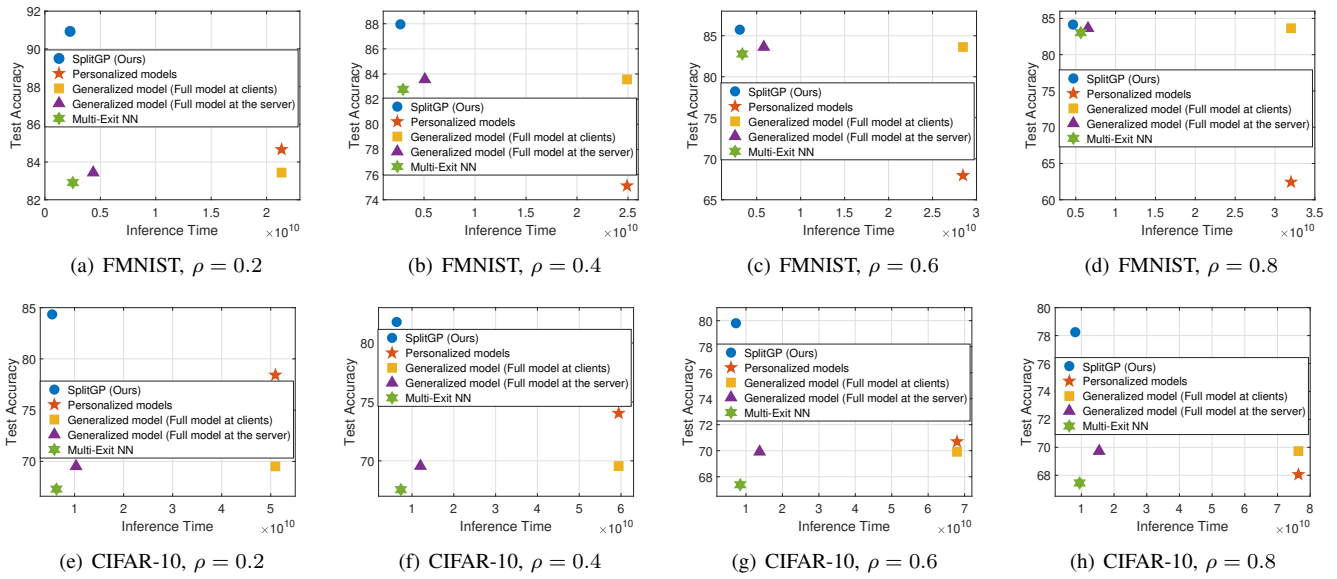 92
90
88
86
84
82
Test Accuracy
SplitGP (Ours)
Personalized models
Generalized model (Full model at clients)
Generalized model (Full model at the server)
Multi-Exit NN
0 0.5 1 1.5 2
Inference Time ×10^10
(a) FMNIST, ρ = 0.2
88
86
84
82
80
78
76
74
Test Accuracy
SplitGP (Ours)
Personalized models
Generalized model (Full model at clients)
Generalized model (Full model at the server)
Multi-Exit NN
0.5 1 1.5 2 2.5
Inference Time ×10^10
(b) FMNIST, ρ = 0.4
85
80
75
70
65
Test Accuracy
SplitGP (Ours)
Personalized models
Generalized model (Full model at clients)
Generalized model (Full model at the server)
Multi-Exit NN
0.5 1 1.5 2 2.5 3
Inference Time ×10^10
(c) FMNIST, ρ = 0.6
85
80
75
70
65
60
Test Accuracy
SplitGP (Ours)
Personalized models
Generalized model (Full model at clients)
Generalized model (Full model at the server)
Multi-Exit NN
0.5 1 1.5 2 2.5 3 3.5
Inference Time ×10^10
(d) FMNIST, ρ = 0.8
85
80
75
70
Test Accuracy
SplitGP (Ours)
Personalized models
Generalized model (Full model at clients)
Generalized model (Full model at the server)
Multi-Exit NN
1 2 3 4 5
Inference Time ×10^10
(e) CIFAR-10, ρ = 0.2
80
75
70
Test Accuracy
SplitGP (Ours)
Personalized models
Generalized model (Full model at clients)
Generalized model (Full model at the server)
Multi-Exit NN
1 2 3 4 5 6
Inference Time ×10^10
(f) CIFAR-10, ρ = 0.4
80
78
76
74
72
70
68
Test Accuracy
SplitGP (Ours)
Personalized models
Generalized model (Full model at clients)
Generalized model (Full model at the server)
Multi-Exit NN
1 2 3 4 5 6 7
Inference Time ×10^10
(g) CIFAR-10, ρ = 0.6
80
78
76
74
72
70
68
Test Accuracy
SplitGP (Ours)
Personalized models
Generalized model (Full model at clients)
Generalized model (Full model at the server)
Multi-Exit NN
1 2 3 4 5 6 7 8
Inference Time ×10^10
(h) CIFAR-10, ρ = 0.8